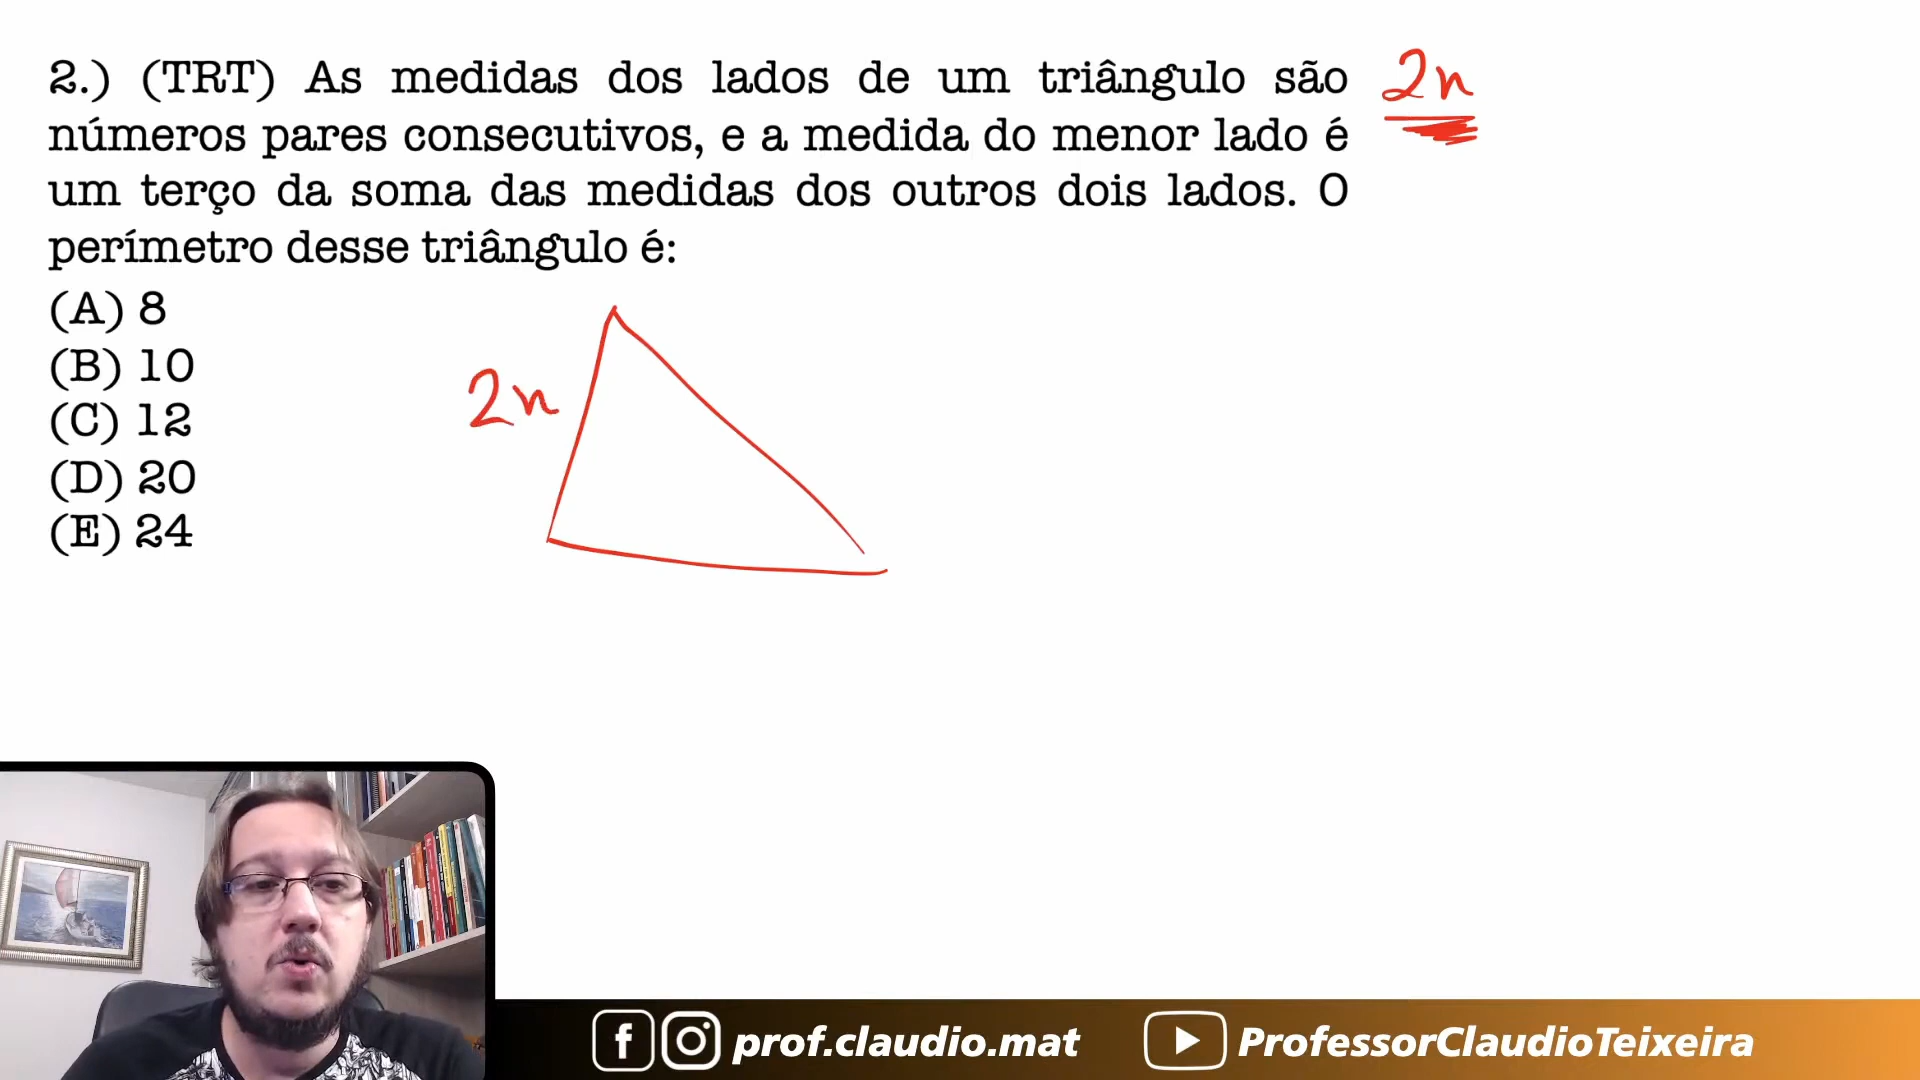 2.) (TRT) As medidas dos lados de um triângulo são
números pares consecutivos, e a medida do menor lado é
um terço da soma das medidas dos outros dois lados. O
perímetro desse triângulo é:
(A) 8
(B) 10
(C) 12
(D) 20
(E) 24
2n
2n
prof.claudio.mat
ProfessorClaudioTeixeira